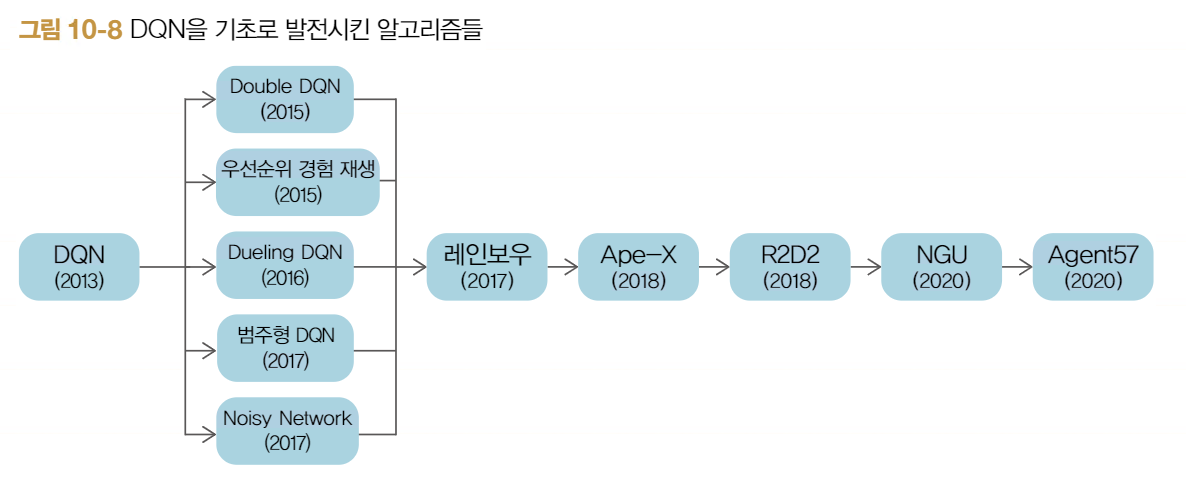 그림 10-8 DQN을 기초로 발전시킨 알고리즘들
Double DQN
(2015)
우선순위 경험 재생
(2015)
DQN
(2013)
Dueling DQN
(2016)
범주형 DQN
(2017)
Noisy Network
(2017)
레인보우
(2017)
Ape-X
(2018)
R2D2
(2018)
NGU
(2020)
Agent57
(2020)